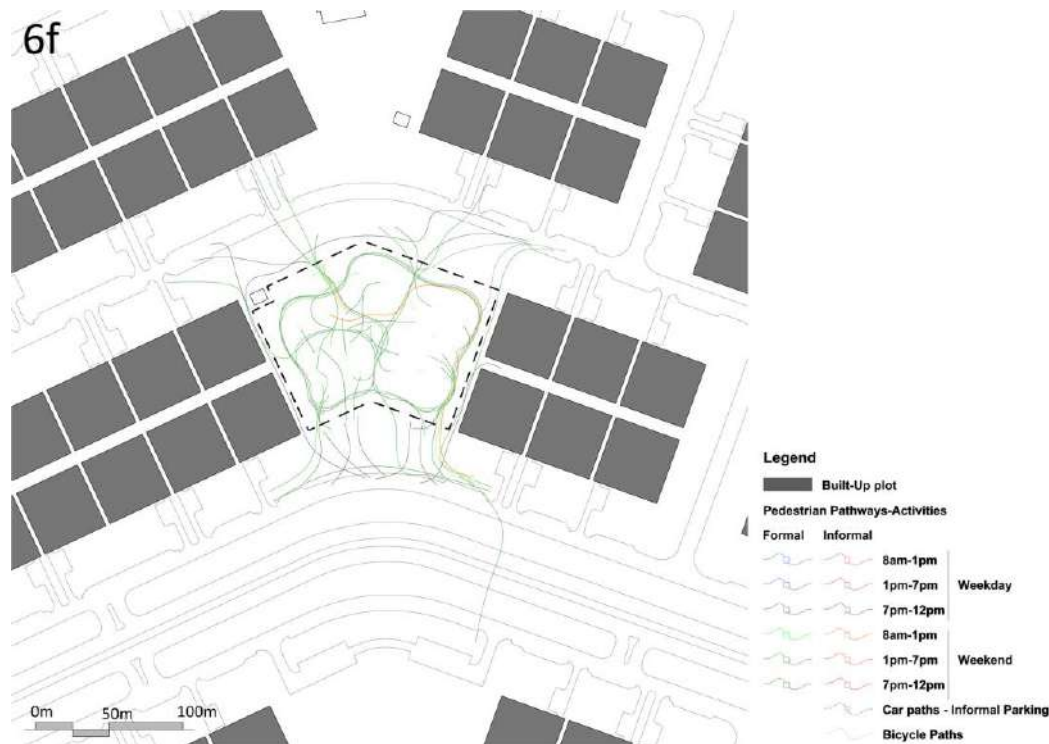 6f
0m 50m 100m
Legend
Built-Up plot
Pedestrian Pathways-Activities
Formal Informal
8am-1pm
1pm-7pm Weekday
7pm-12pm
8am-1pm
1pm-7pm Weekend
7pm-12pm
Car paths - Informal Parking
Bicycle Paths